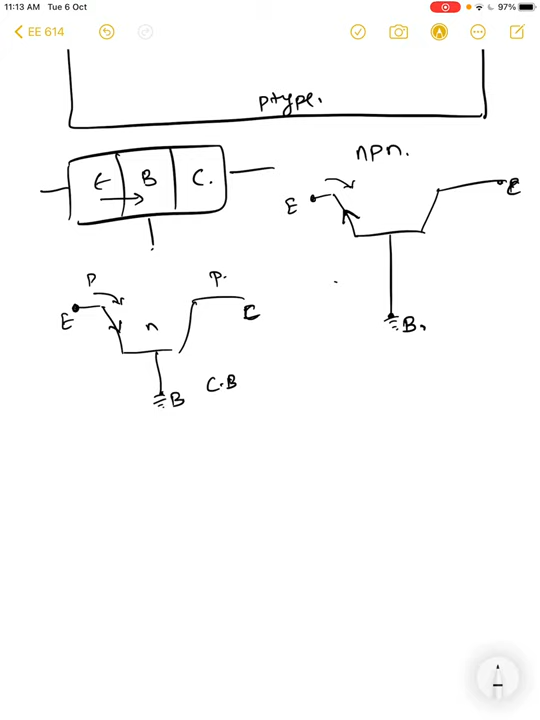 11:13 AM Tue 6 Oct
97%
EE 614
ptype.
E B C.
npn.
E
C
B.
P
P.
E
n
C
B
C.B